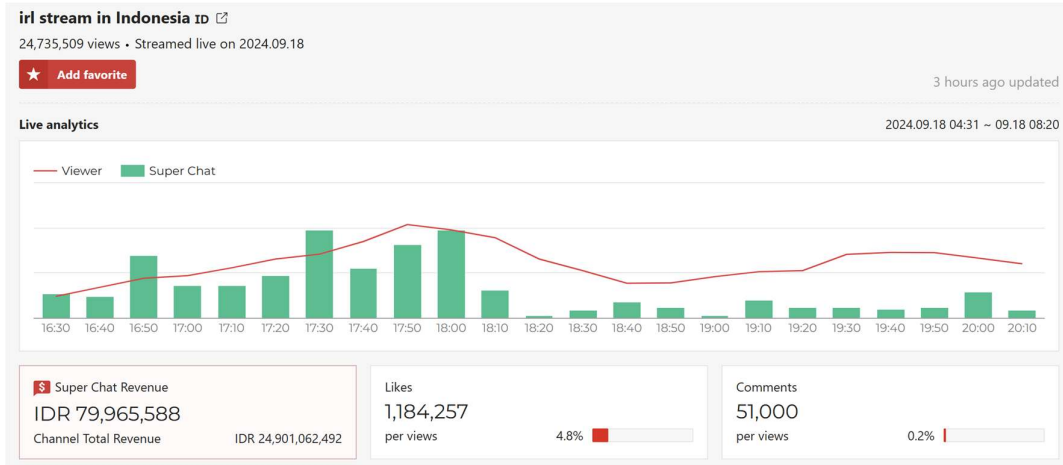 irl stream in Indonesia ID
24,735,509 views • Streamed live on 2024.09.18
★ Add favorite
3 hours ago updated
Live analytics 2024.09.18 04:31 ~ 09.18 08:20
Viewer Super Chat
16:30 16:40 16:50 17:00 17:10 17:20 17:30 17:40 17:50 18:00 18:10 18:20 18:30 18:40 18:50 19:00 19:10 19:20 19:30 19:40 19:50 20:00 20:10
$ Super Chat Revenue
IDR 79,965,588
Channel Total Revenue IDR 24,901,062,492
Likes
1,184,257
per views 4.8%
Comments
51,000
per views 0.2%